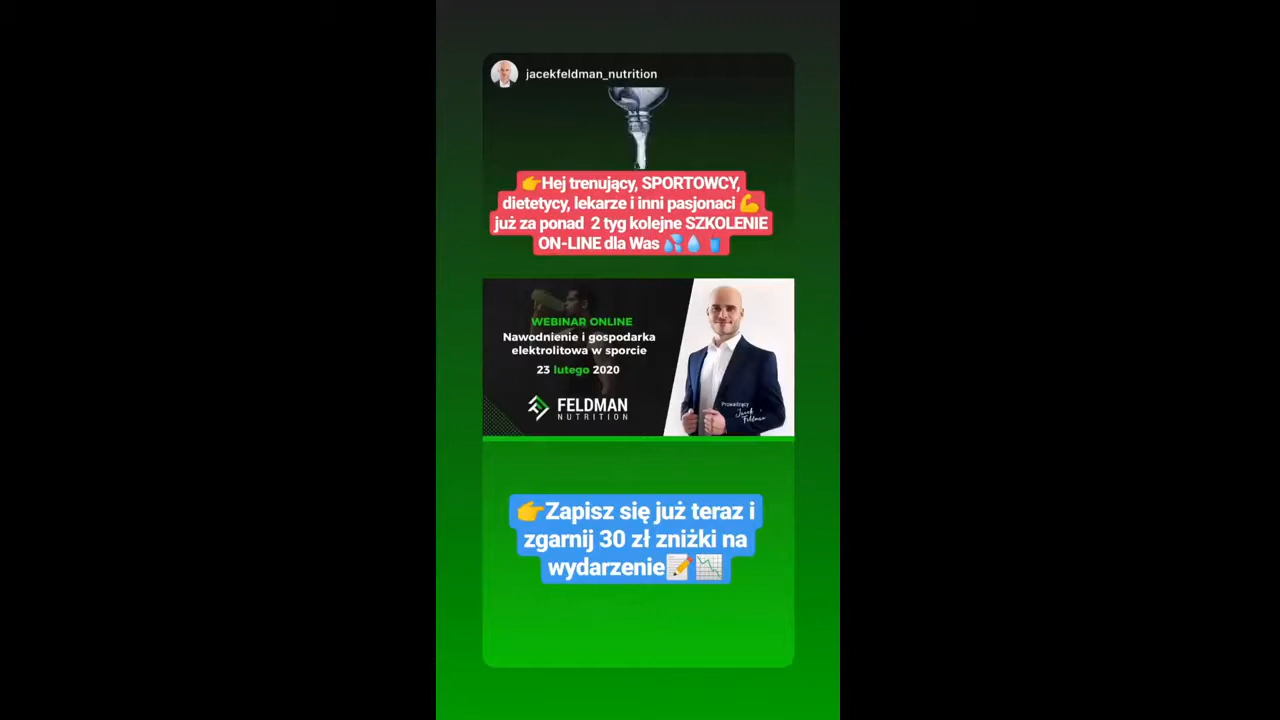 jacekfeldman_nutrition
👉Hej trenujący, SPORTOWCY,
dietetycy, lekarze i inni pasjonaci 💪
już za ponad 2 tyg kolejne SZKOLENIE
ON-LINE dla Was 💦💧🥤
WEBINAR ONLINE
Nawodnienie i gospodarka
elektrolitowa w sporcie
23 lutego 2020
FELDMAN
NUTRITION
Prowadzący
Jacek
Feldman
👉Zapisz się już teraz i
zgarnij 30 zł zniżki na
wydarzenie📝📉